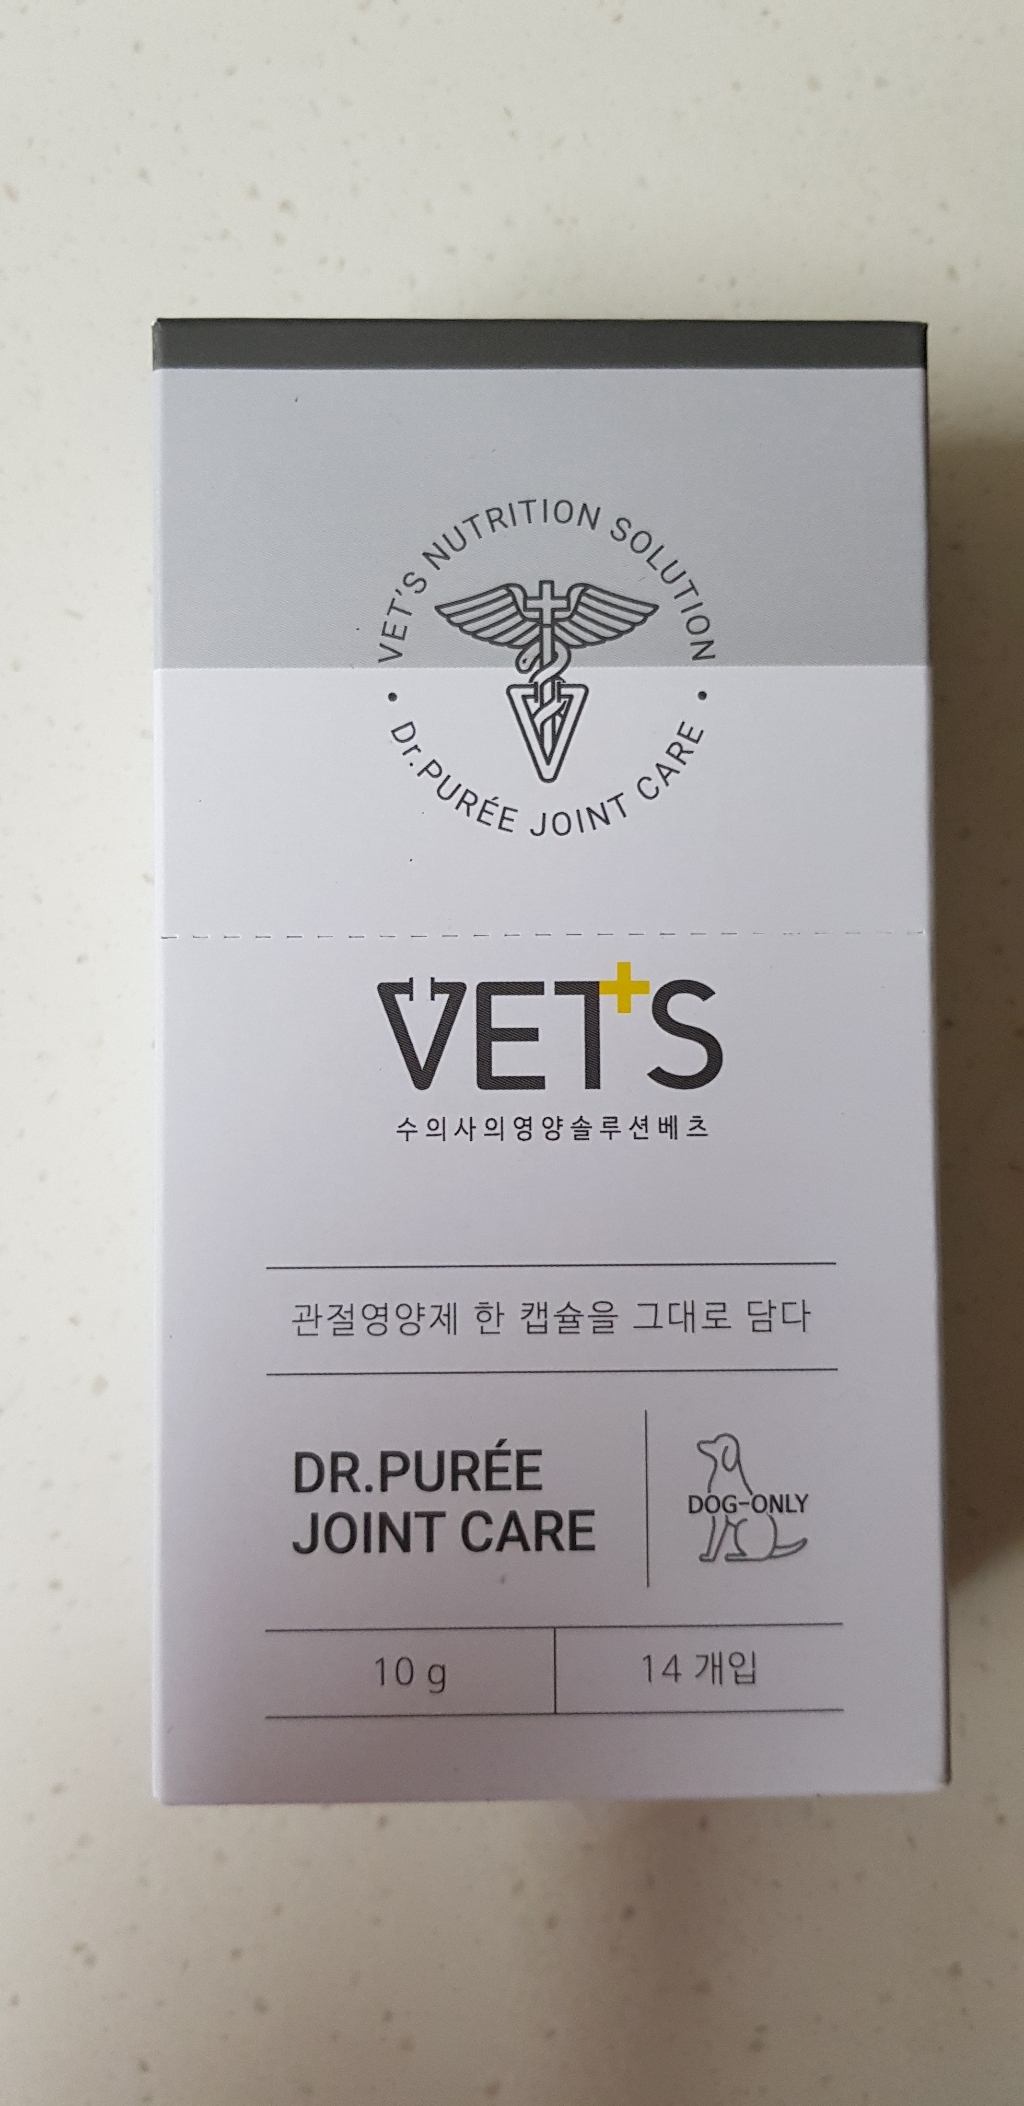 VET'S NUTRITION SOLUTION
Dr.PURÉE JOINT CARE
VET'S
수의사의영양솔루션베츠
관절영양제 한 캡슐을 그대로 담다
DR.PURÉE
JOINT CARE
DOG-ONLY
10 g
14 개입